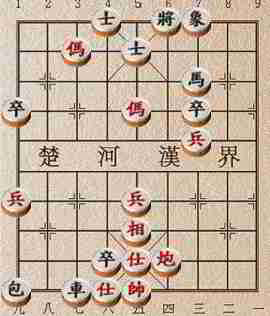 1 2 3 4 5 6 7 8 9
士 將 象
傌 士
馬
卒 傌 卒
兵
楚 河 漢 界
兵 兵
相
卒 仕 炮
包 車 仕 帥
九 八 七 六 五 四 三 二 一